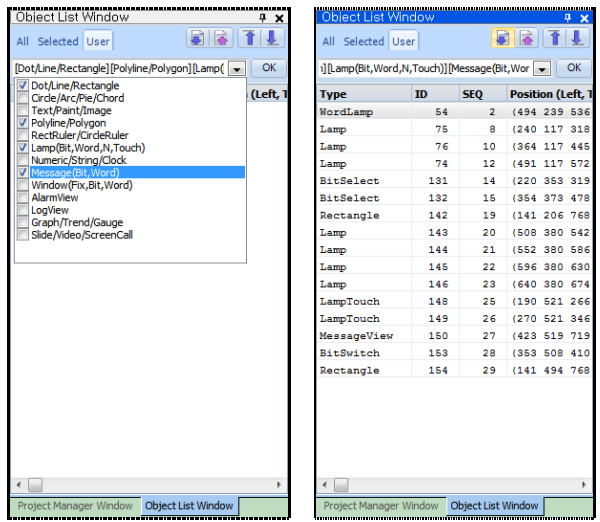 Object List Window
All Selected User
[Dot/Line/Rectangle][Polyline/Polygon][Lamp( OK
(Left, T
Dot/Line/Rectangle
Circle/Arc/Pie/Chord
Text/Paint/Image
Polyline/Polygon
RectRuler/CircleRuler
Lamp(Bit,Word,N,Touch)
Numeric/String/Clock
Message(Bit,Word)
Window(Fix,Bit,Word)
AlarmView
LogView
Graph/Trend/Gauge
Slide/Video/ScreenCall
Project Manager Window Object List Window
Object List Window
All Selected User
][Lamp(Bit,Word,N,Touch)][Message(Bit,Wor OK
Type ID SEQ Position (Left, T
WordLamp 54 2 (494 239 536
Lamp 75 8 (240 117 318
Lamp 76 10 (364 117 445
Lamp 74 12 (491 117 572
BitSelect 131 14 (220 353 319
BitSelect 132 15 (354 373 478
Rectangle 142 19 (141 206 768
Lamp 143 20 (508 380 542
Lamp 144 21 (552 380 586
Lamp 145 22 (596 380 630
Lamp 146 23 (640 380 674
LampTouch 148 25 (190 521 266
LampTouch 149 26 (270 521 346
MessageView 150 27 (423 519 719
BitSwitch 153 28 (353 508 410
Rectangle 154 29 (141 494 768
Project Manager Window Object List Window